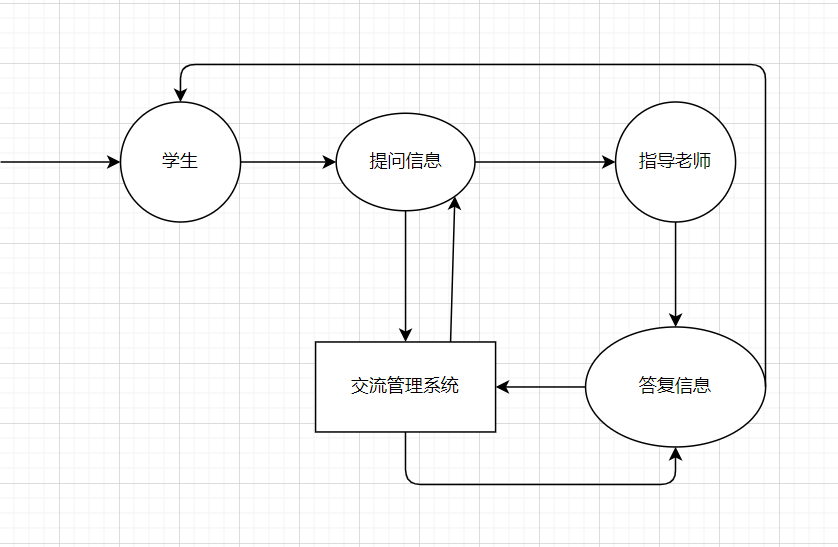 学生
提问信息
指导老师
交流管理系统
答复信息